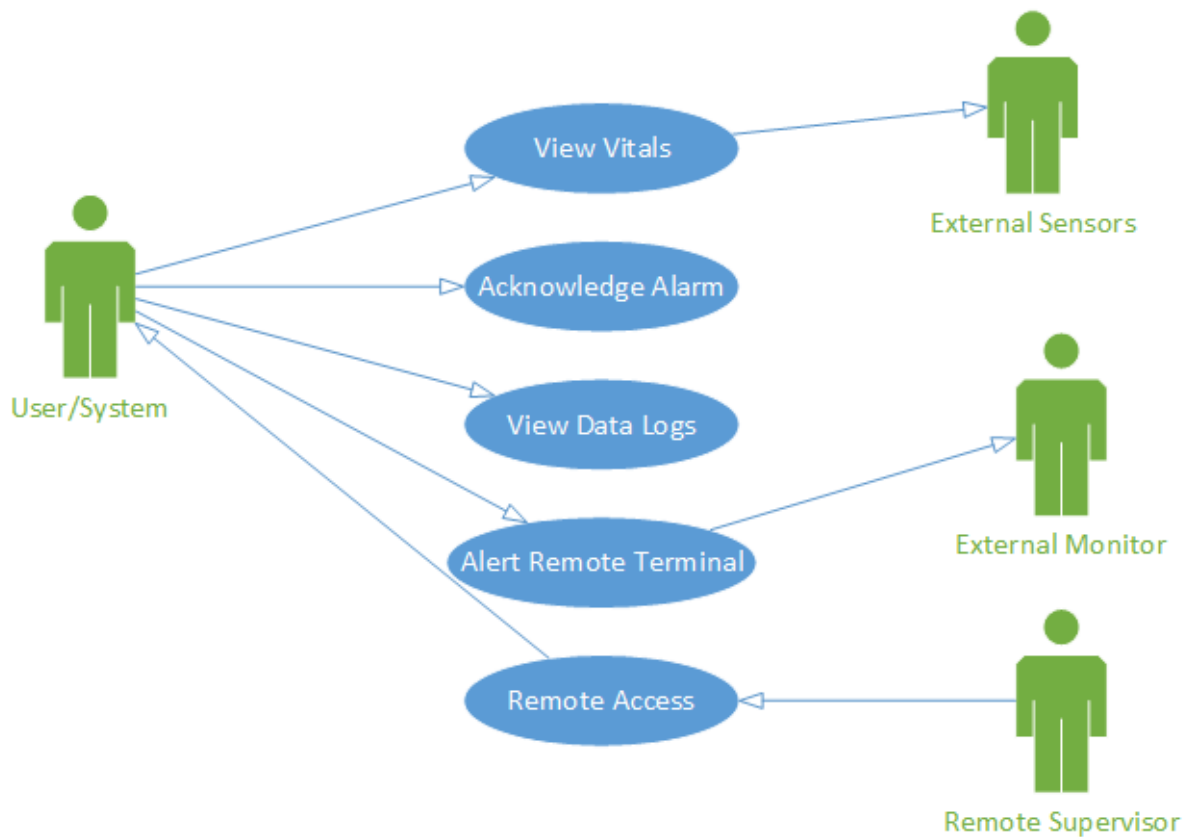 View Vitals
External Sensors
Acknowledge Alarm
User/System
View Data Logs
Alert Remote Terminal
External Monitor
Remote Access
Remote Supervisor